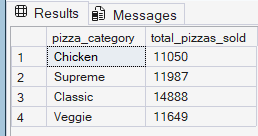 Results Messages
pizza_category total_pizzas_sold
1 Chicken 11050
2 Supreme 11987
3 Classic 14888
4 Veggie 11649